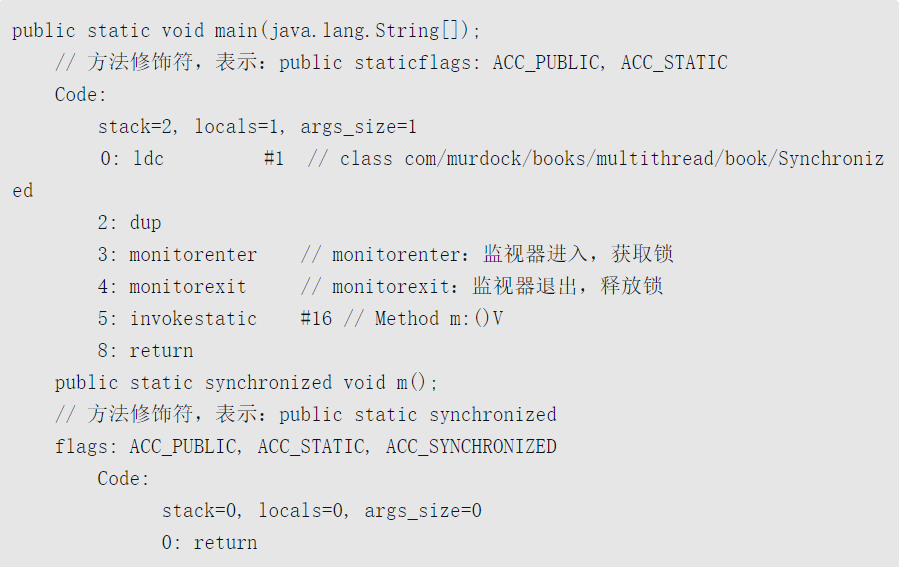 public static void main(java.lang.String[]);
// 方法修饰符，表示：public staticflags: ACC_PUBLIC, ACC_STATIC
Code:
stack=2, locals=1, args_size=1
0: ldc #1 // class com/murdock/books/multithread/book/Synchroniz
ed
2: dup
3: monitorenter // monitorenter：监视器进入，获取锁
4: monitorexit // monitorexit：监视器退出，释放锁
5: invokestatic #16 // Method m:()V
8: return
public static synchronized void m();
// 方法修饰符，表示：public static synchronized
flags: ACC_PUBLIC, ACC_STATIC, ACC_SYNCHRONIZED
Code:
stack=0, locals=0, args_size=0
0: return